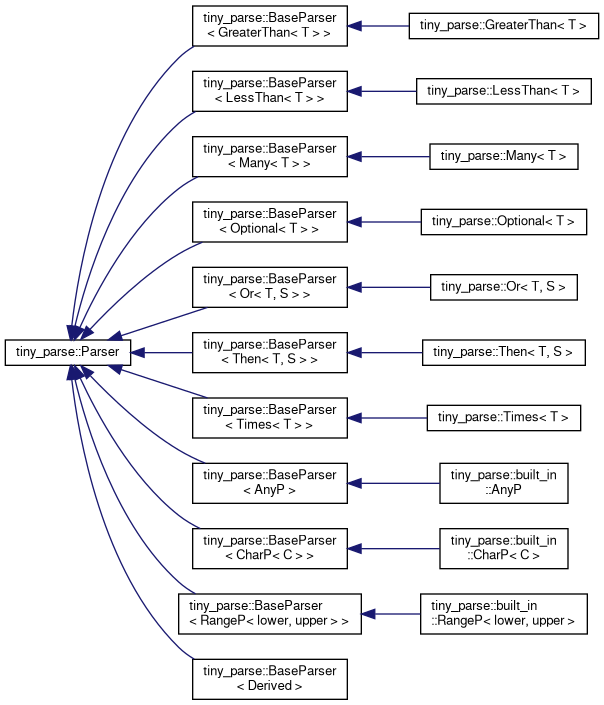 tiny_parse::BaseParser
< GreaterThan< T > >
tiny_parse::GreaterThan< T >
tiny_parse::BaseParser
< LessThan< T > >
tiny_parse::LessThan< T >
tiny_parse::BaseParser
< Many< T > >
tiny_parse::Many< T >
tiny_parse::BaseParser
< Optional< T > >
tiny_parse::Optional< T >
tiny_parse::BaseParser
< Or< T, S > >
tiny_parse::Or< T, S >
tiny_parse::Parser
tiny_parse::BaseParser
< Then< T, S > >
tiny_parse::Then< T, S >
tiny_parse::BaseParser
< Times< T > >
tiny_parse::Times< T >
tiny_parse::BaseParser
< AnyP >
tiny_parse::built_in
::AnyP
tiny_parse::BaseParser
< CharP< C > >
tiny_parse::built_in
::CharP< C >
tiny_parse::BaseParser
< RangeP< lower, upper > >
tiny_parse::built_in
::RangeP< lower, upper >
tiny_parse::BaseParser
< Derived >